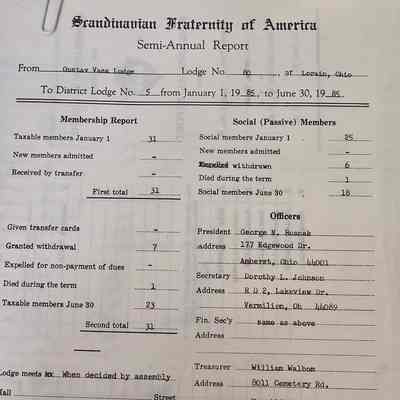 Scandinavian Fraternity of America
Semi-Annual Report
From Gustav Vasa Lodge Lodge No. 80, at Lorain, Ohio
To District Lodge No. 5 from January 1, 1985, to June 30, 1985.
Membership Report
Taxable members January 1 31
New members admitted -
Received by transfer -
First total 31
Given transfer cards -
Granted withdrawal 7
Expelled for non-payment of dues -
Died during the term 1
Taxable members June 30 23
Second total 31
Lodge meets When decided by assembly
Hall Street
Social (Passive) Members
Social members January 1 25
New members admitted -
Expelled withdrawn 6
Died during the term 1
Social members June 30 18
Officers
President George N.
Address 177 Edgewood Dr.
Amherst, Ohio 44001
Secretary Dorothy L. Johnson
Address R D 2, Lakeview Dr.
Vermilion, Oh 44089
Fin. Sec'y same as above
Address
Treasurer William Walbom
Address 8011 Cemetery Rd.